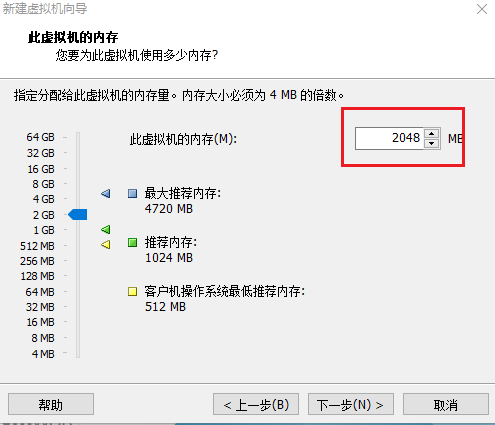 新建虚拟机向导
此虚拟机的内存
您要为此虚拟机使用多少内存?
指定分配给此虚拟机的内存量。内存大小必须为 4 MB 的倍数。
64 GB
32 GB
16 GB
8 GB
4 GB
2 GB
1 GB
512 MB
256 MB
128 MB
64 MB
32 MB
16 MB
8 MB
4 MB
此虚拟机的内存(M):
2048
MB
最大推荐内存:
4720 MB
推荐内存:
1024 MB
客户机操作系统最低推荐内存:
512 MB
帮助
< 上一步(B)
下一步(N) >
取消